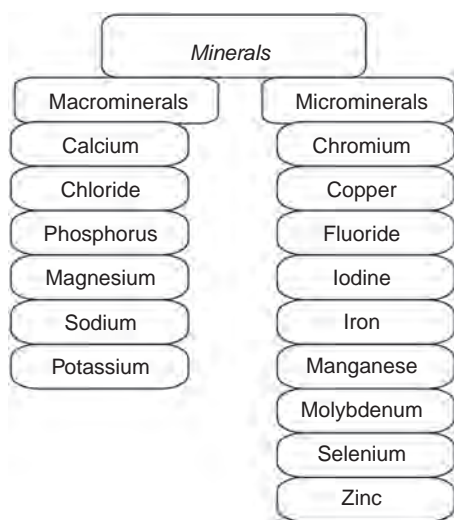 Minerals
Macrominerals
Calcium
Chloride
Phosphorus
Magnesium
Sodium
Potassium
Microminerals
Chromium
Copper
Fluoride
Iodine
Iron
Manganese
Molybdenum
Selenium
Zinc